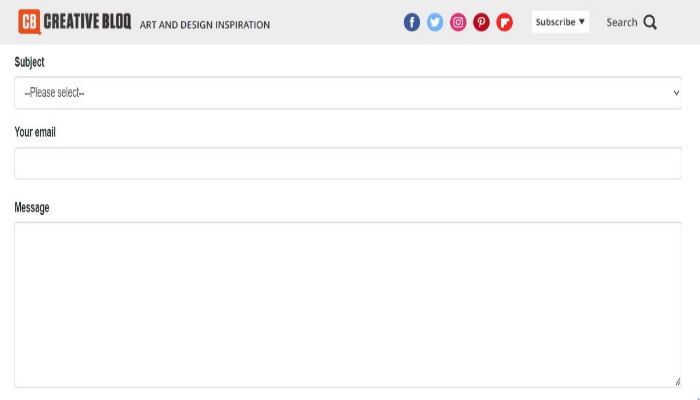 CB CREATIVE BLOQ ART AND DESIGN INSPIRATION Subscribe ▼ Search
Subject
--Please select--
Your email
Message